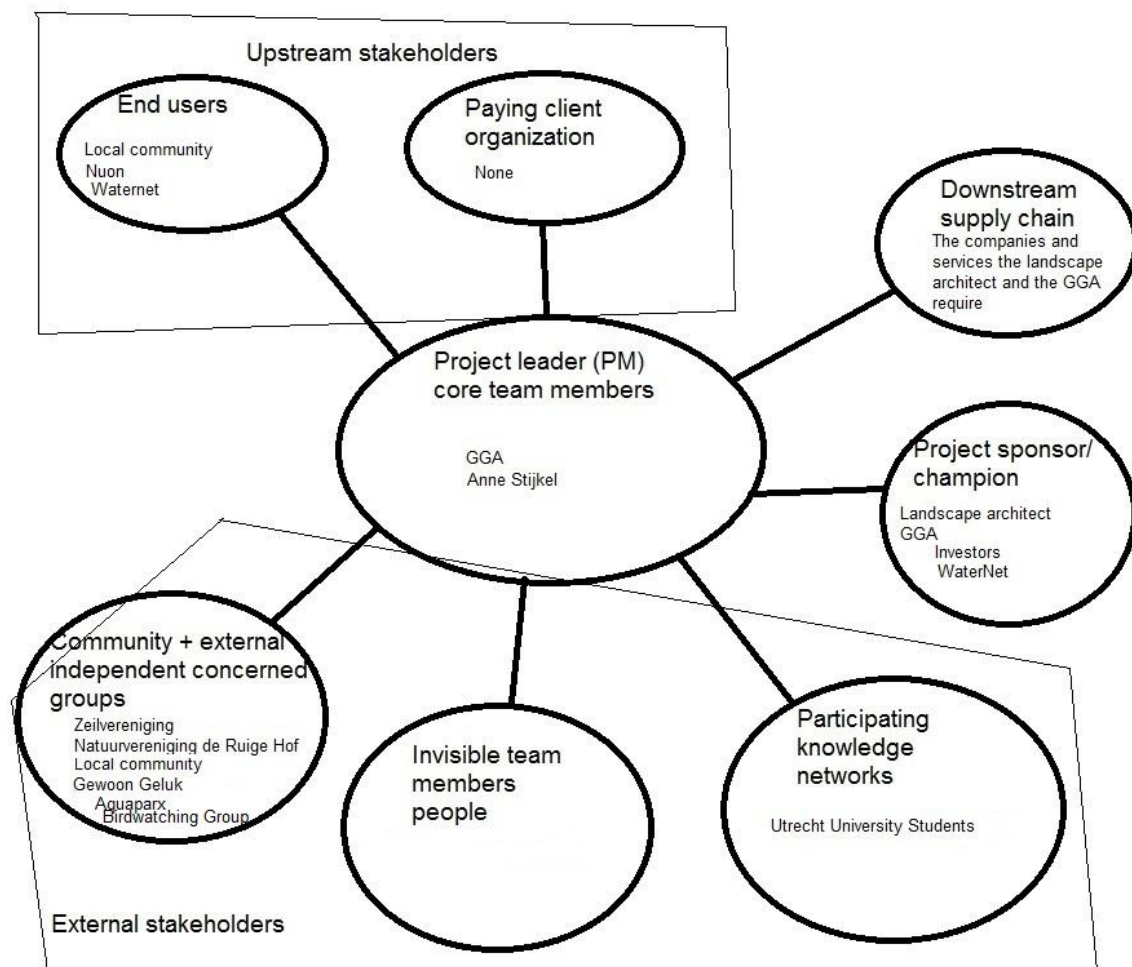 Upstream stakeholders
End users
Local community
Nuon
Waternet
Paying client
organization
None
Downstream
supply chain
The companies and
services the landscape
architect and the GGA
require
Project leader (PM)
core team members
GGA
Anne Stijkel
Project sponsor/
champion
Landscape architect
GGA
Investors
WaterNet
Community + external
independent concerned
groups
Zeilvereniging
Natuurvereniging de Ruige Hof
Local community
Gewoon Geluk
Aquaparx
Birdwatching Group
Invisible team
members
people
Participating
knowledge
networks
Utrecht University Students
External stakeholders